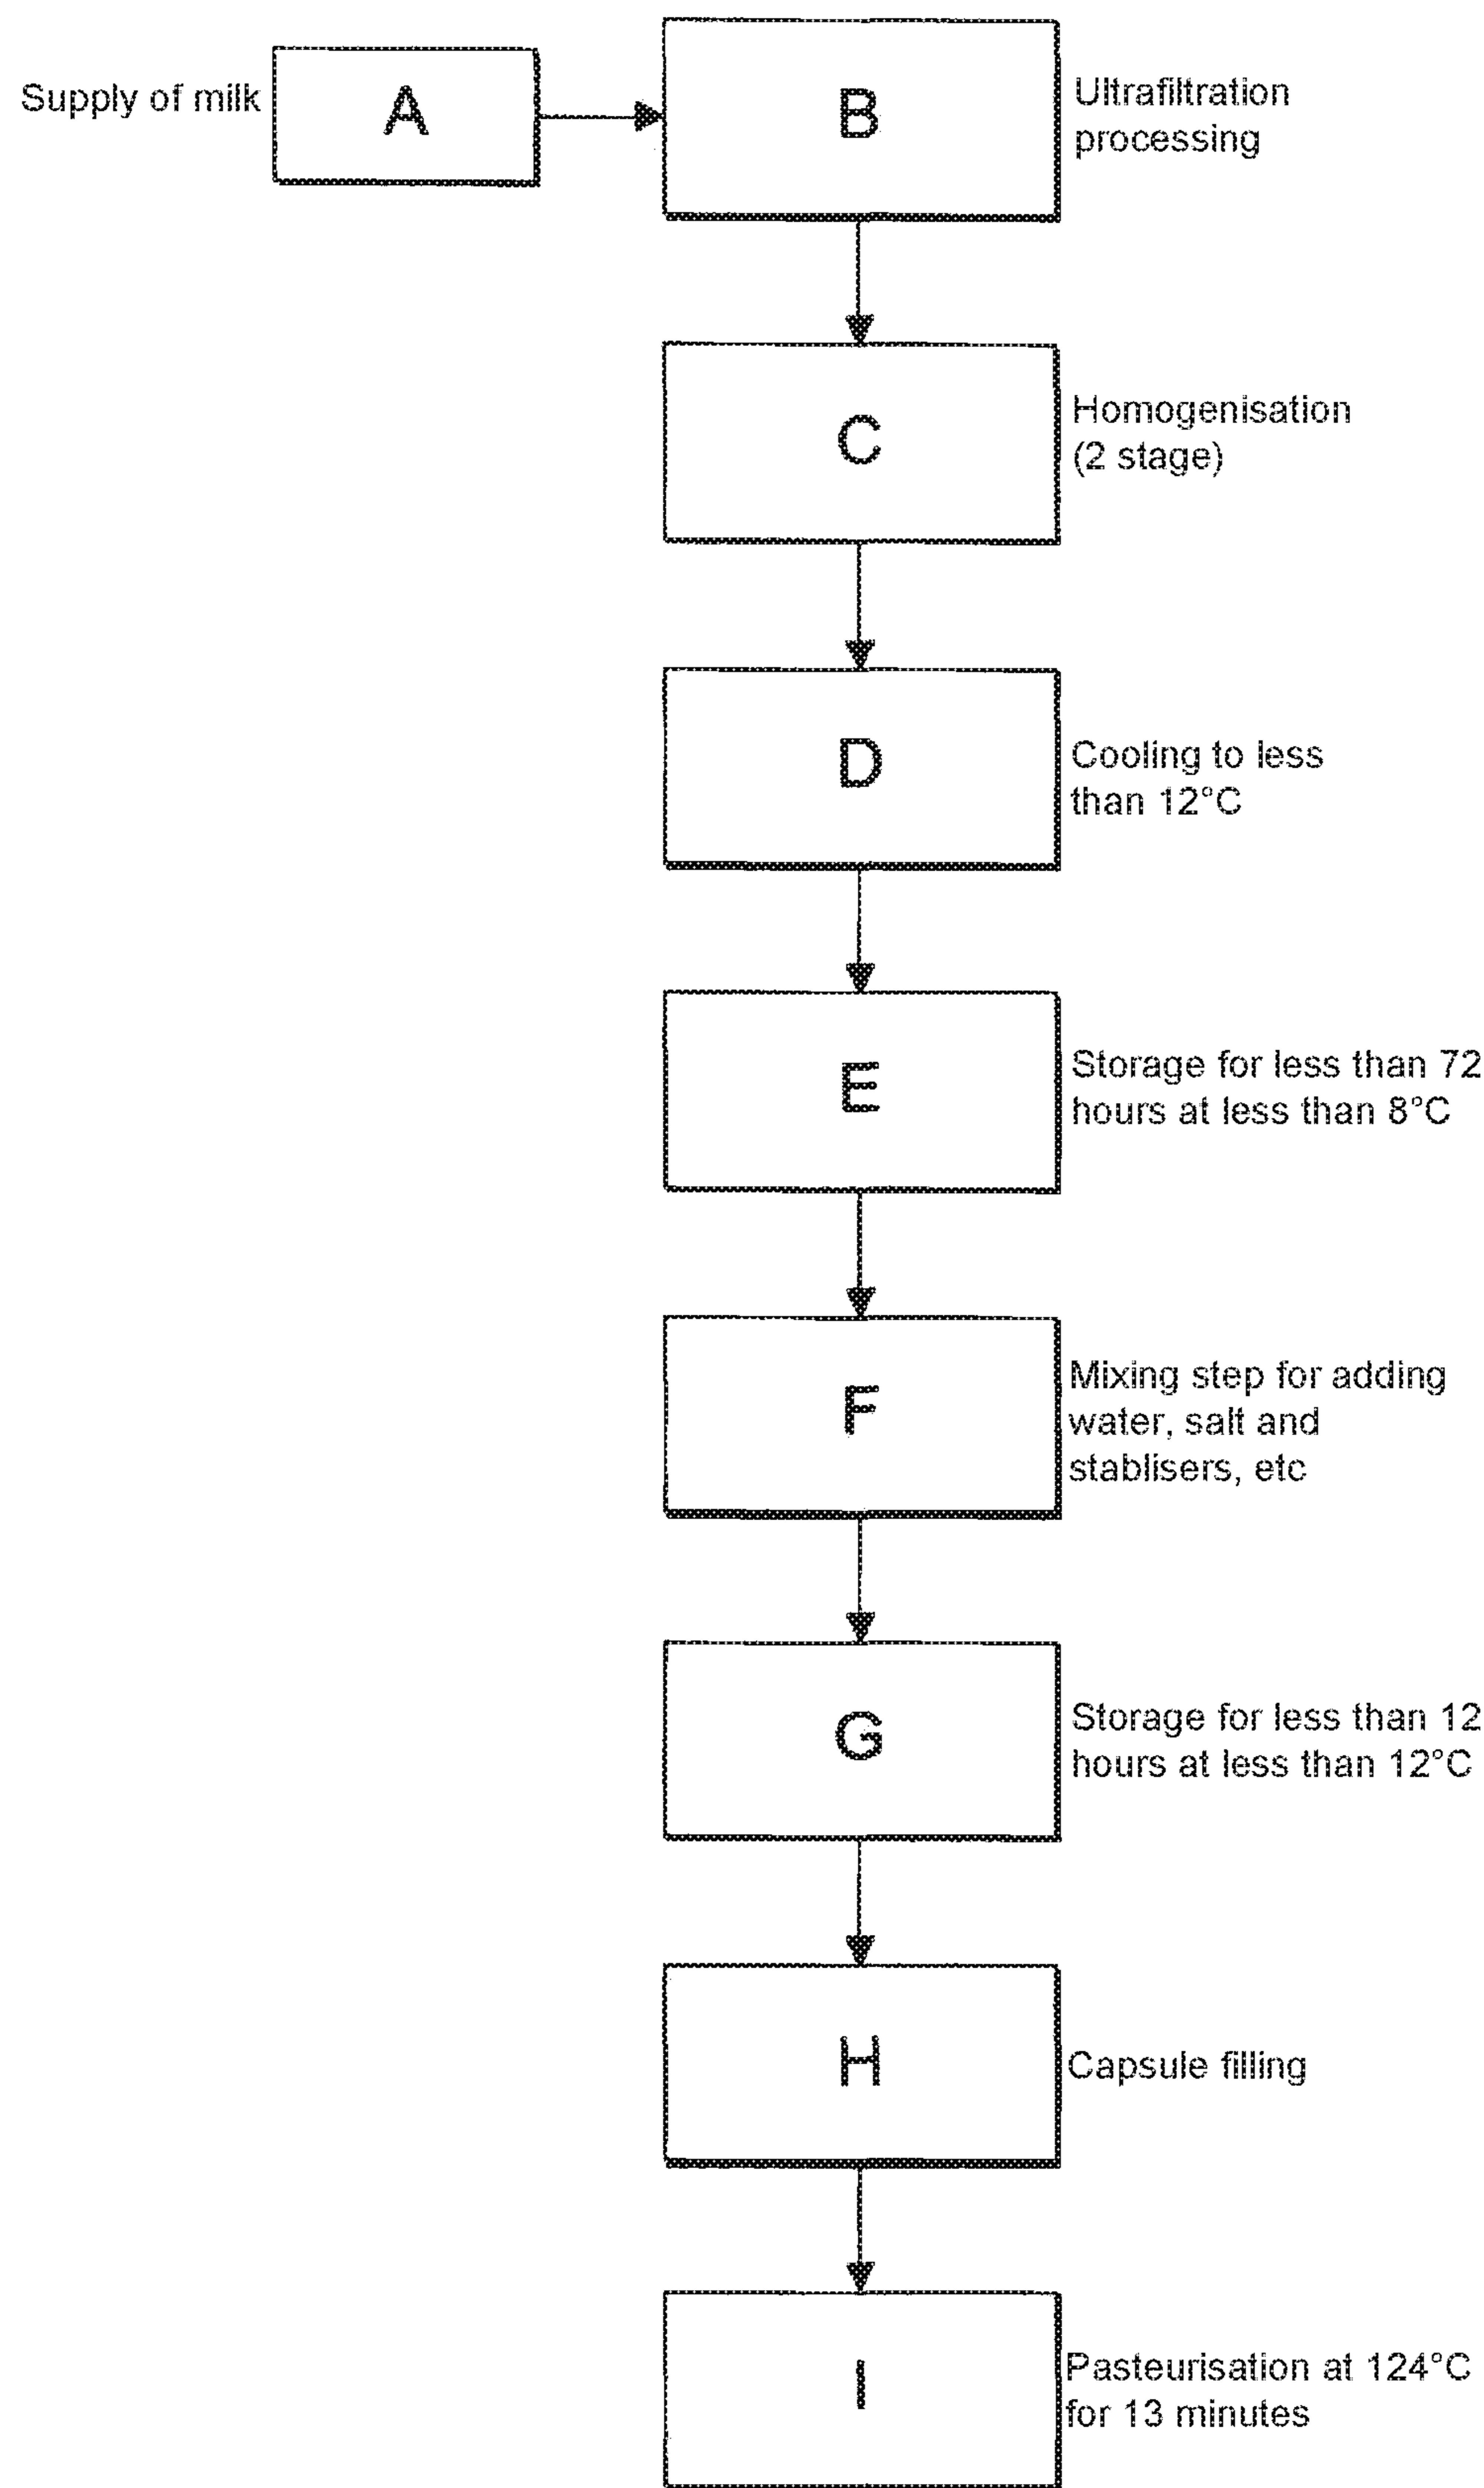 Supply of milk
A
B
Ultrafiltration
processing
C
Homogenisation
(2 stage)
D
Cooling to less
than 12°C
E
Storage for less than 72
hours at less than 8°C
F
Mixing step for adding
water, salt and
stablisers, etc
G
Storage for less than 12
hours at less than 12°C
H
Capsule filling
I
Pasteurisation at 124°C
for 13 minutes